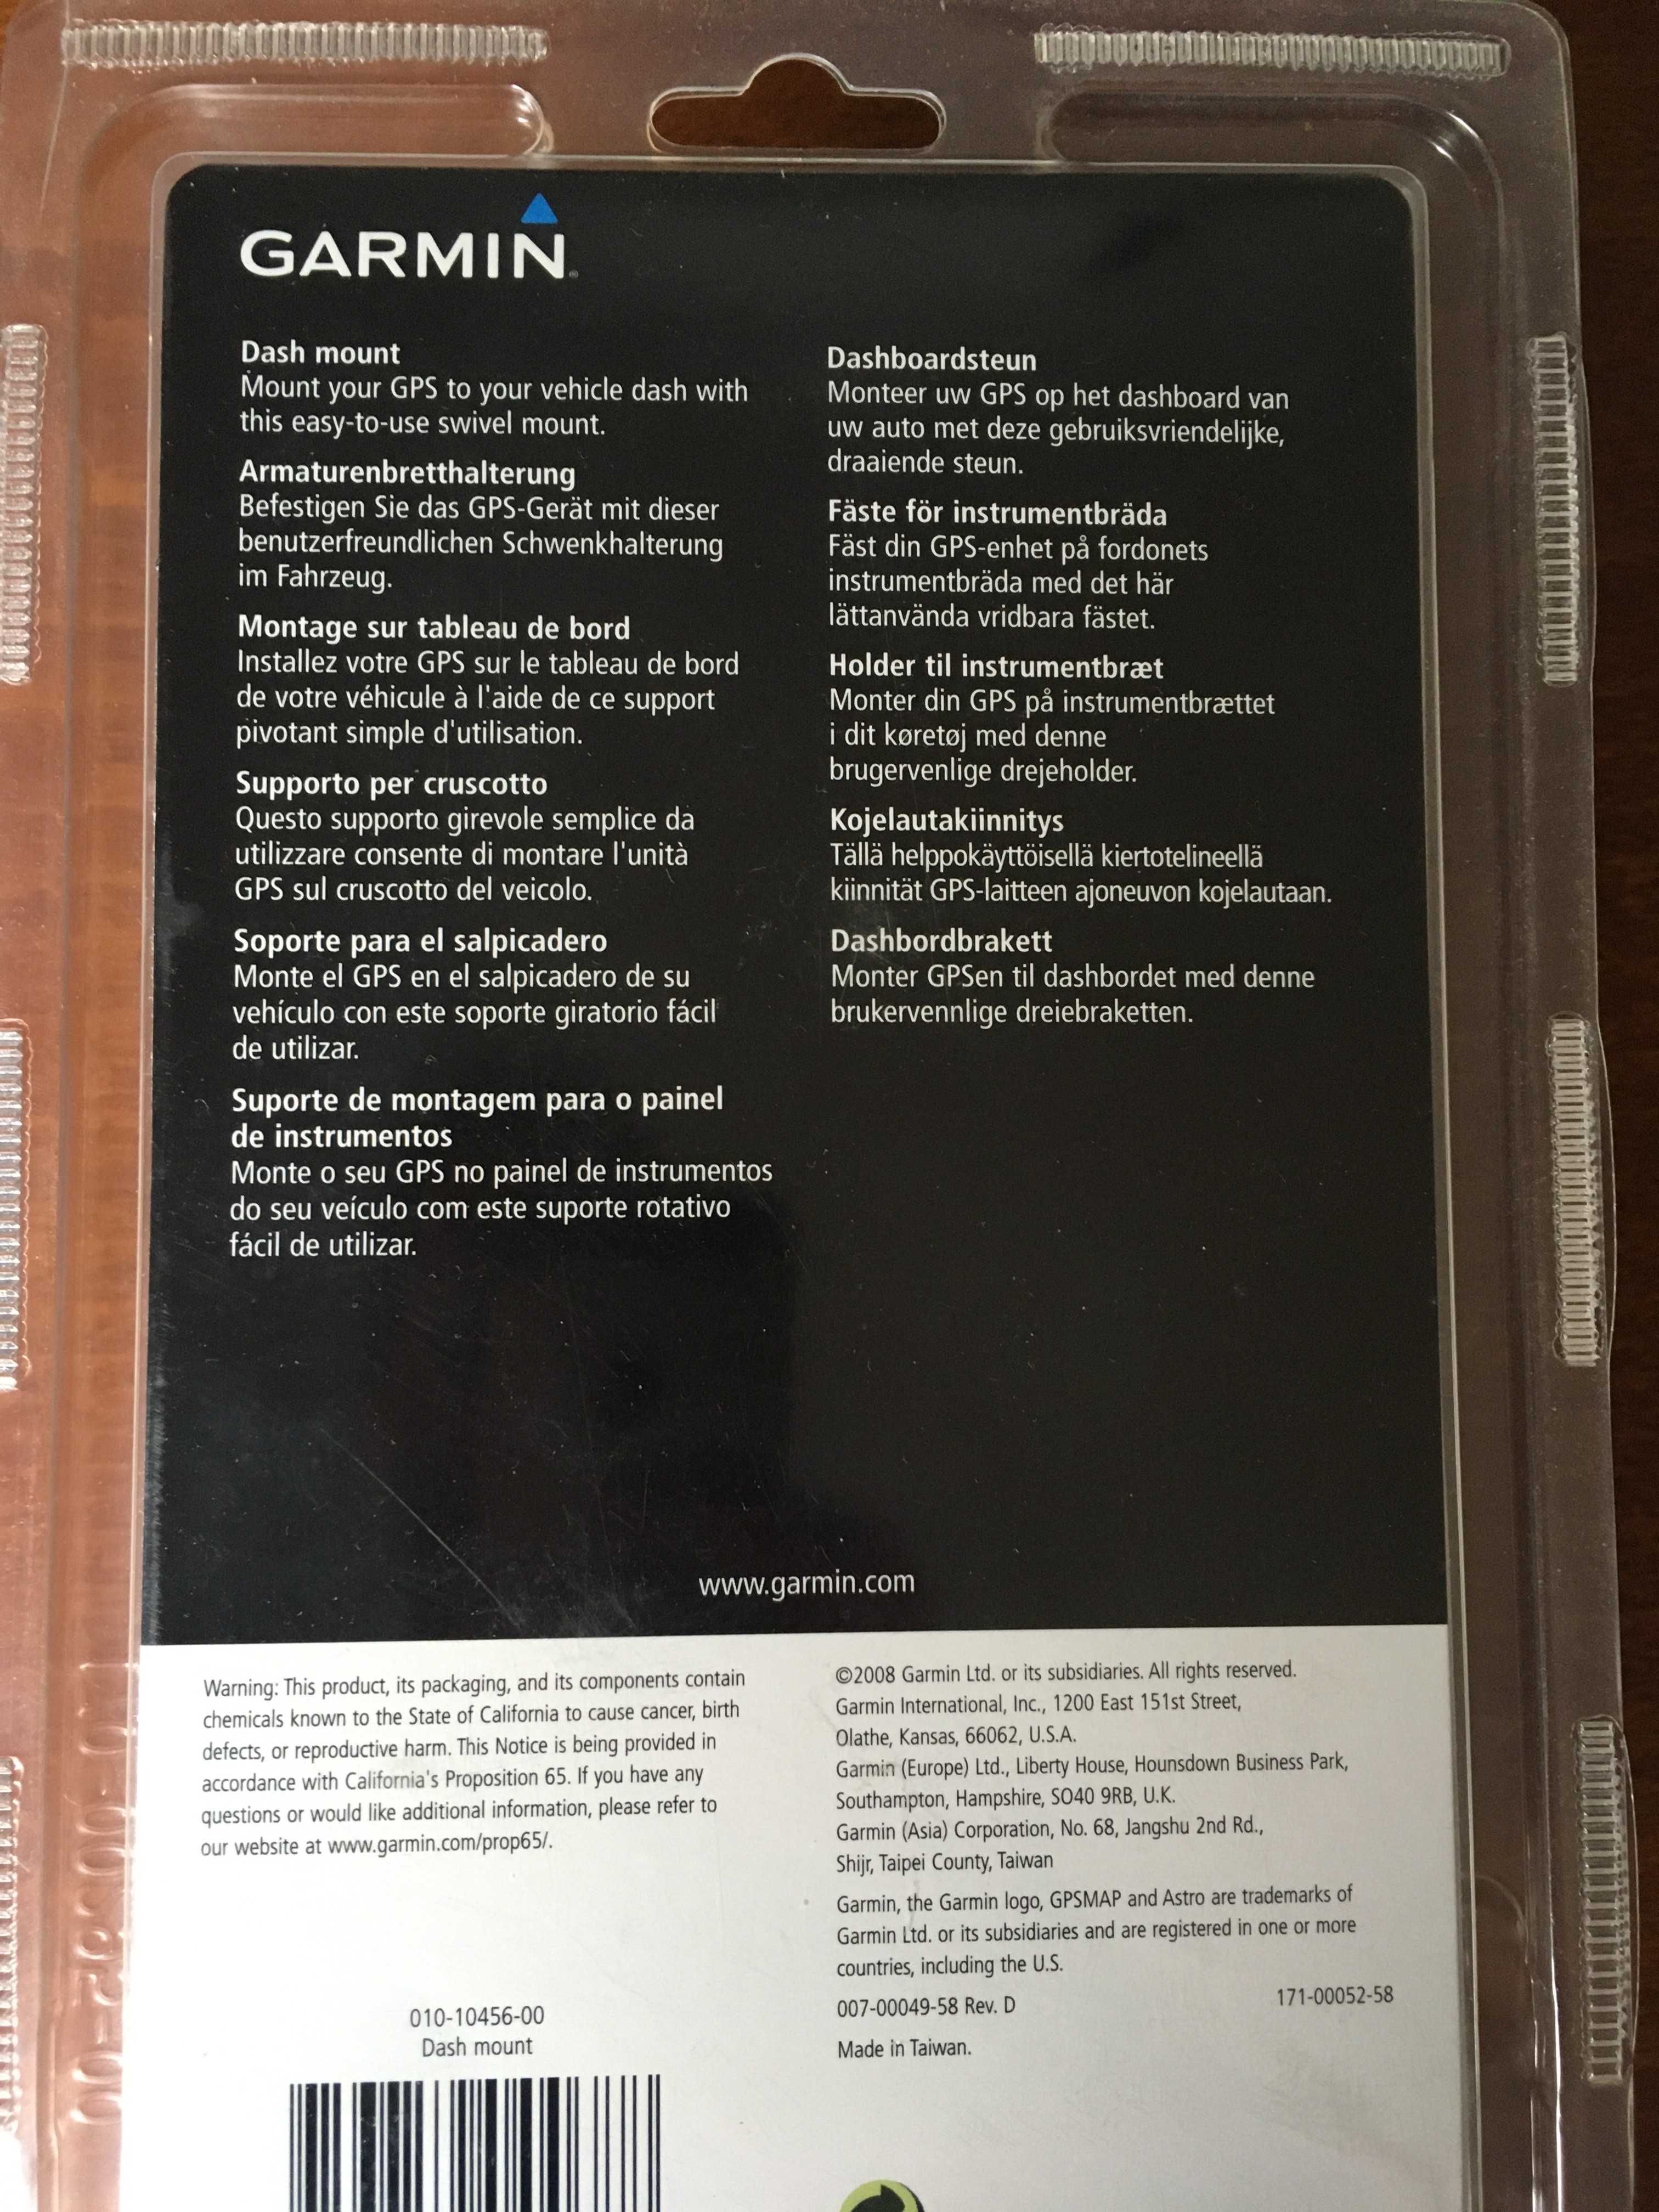 GARMIN
Dash mount
Mount your GPS to your vehicle dash with
this easy-to-use swivel mount.
Armaturenbretthalterung
Befestigen Sie das GPS-Gerät mit dieser
benutzerfreundlichen Schwenkhalterung
im Fahrzeug.
Montage sur tableau de bord
Installez votre GPS sur le tableau de bord
de votre véhicule à l'aide de ce support
pivotant simple d'utilisation.
Supporto per cruscotto
Questo supporto girevole semplice da
utilizzare consente di montare l'unità
GPS sul cruscotto del veicolo.
Soporte para el salpicadero
Monte el GPS en el salpicadero de su
vehículo con este soporte giratorio fácil
de utilizar.
Suporte de montagem para o painel
de instrumentos
Monte o seu GPS no painel de instrumentos
do seu veículo com este suporte rotativo
fácil de utilizar.
Dashboardsteun
Monteer uw GPS op het dashboard van
uw auto met deze gebruiksvriendelijke,
draaiende steun.
Fäste för instrumentbräda
Fäst din GPS-enhet på fordonets
instrumentbräda med det här
lättanvända vridbara fästet.
Holder til instrumentbræt
Monter din GPS på instrumentbrættet
i dit køretøj med denne
brugervenlige drejeholder.
Kojelautakiinnitys
Tällä helppokäyttöisellä kiertotelineellä
kiinnität GPS-laitteen ajoneuvon kojelautaan.
Dashbordbrakett
Monter GPSen til dashbordet med denne
brukervennlige dreiebraketten.
www.garmin.com
Warning: This product, its packaging, and its components contain
chemicals known to the State of California to cause cancer, birth
defects, or reproductive harm. This Notice is being provided in
accordance with California's Proposition 65. If you have any
questions or would like additional information, please refer to
our website at www.garmin.com/prop65/.
010-10456-00
Dash mount
©2008 Garmin Ltd. or its subsidiaries. All rights reserved.
Garmin International, Inc., 1200 East 151st Street,
Olathe, Kansas, 66062, U.S.A.
Garmin (Europe) Ltd., Liberty House, Hounsdown Business Park,
Southampton, Hampshire, SO40 9RB, U.K.
Garmin (Asia) Corporation, No. 68, Jangshu 2nd Rd.,
Shijr, Taipei County, Taiwan
Garmin, the Garmin logo, GPSMAP and Astro are trademarks of
Garmin Ltd. or its subsidiaries and are registered in one or more
countries, including the U.S.
007-00049-58 Rev. D
171-00052-58
Made in Taiwan.